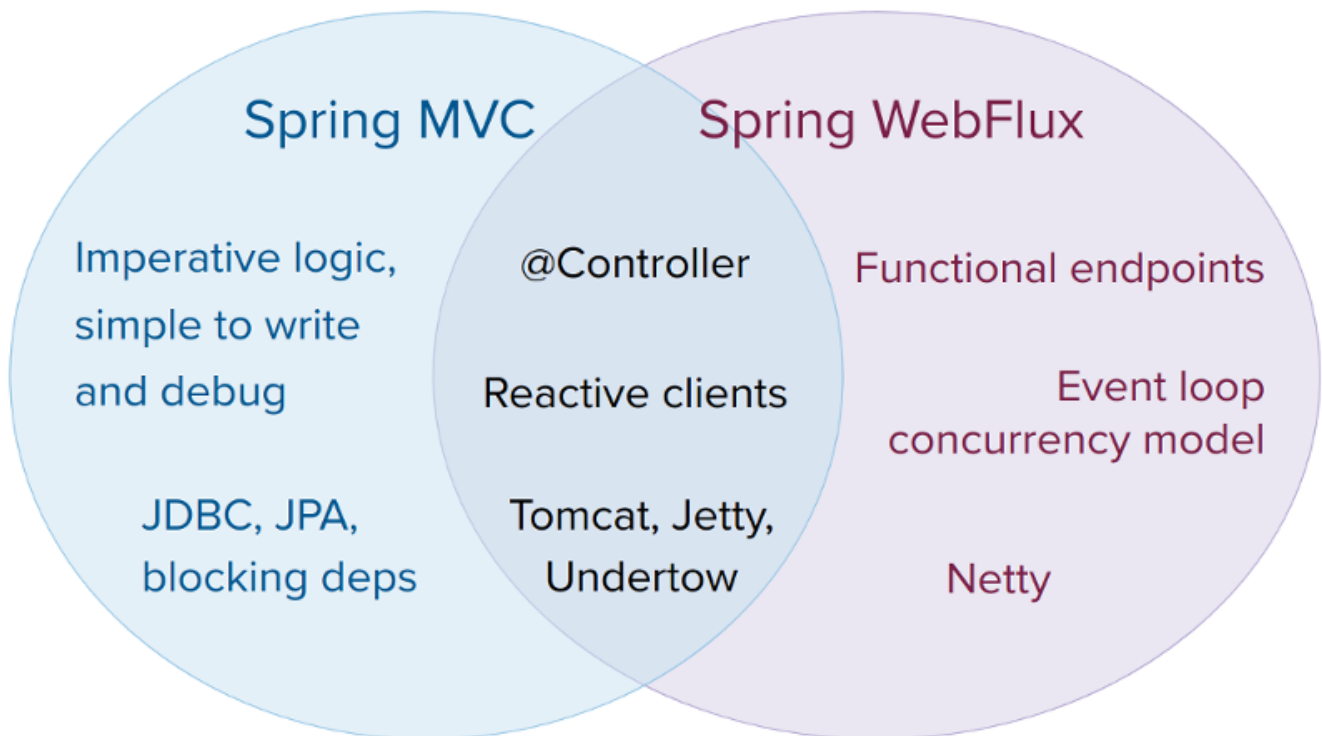 Spring MVC
Spring WebFlux
Imperative logic,
simple to write
and debug
JDBC, JPA,
blocking deps
@Controller
Reactive clients
Tomcat, Jetty,
Undertow
Functional endpoints
Event loop
concurrency model
Netty